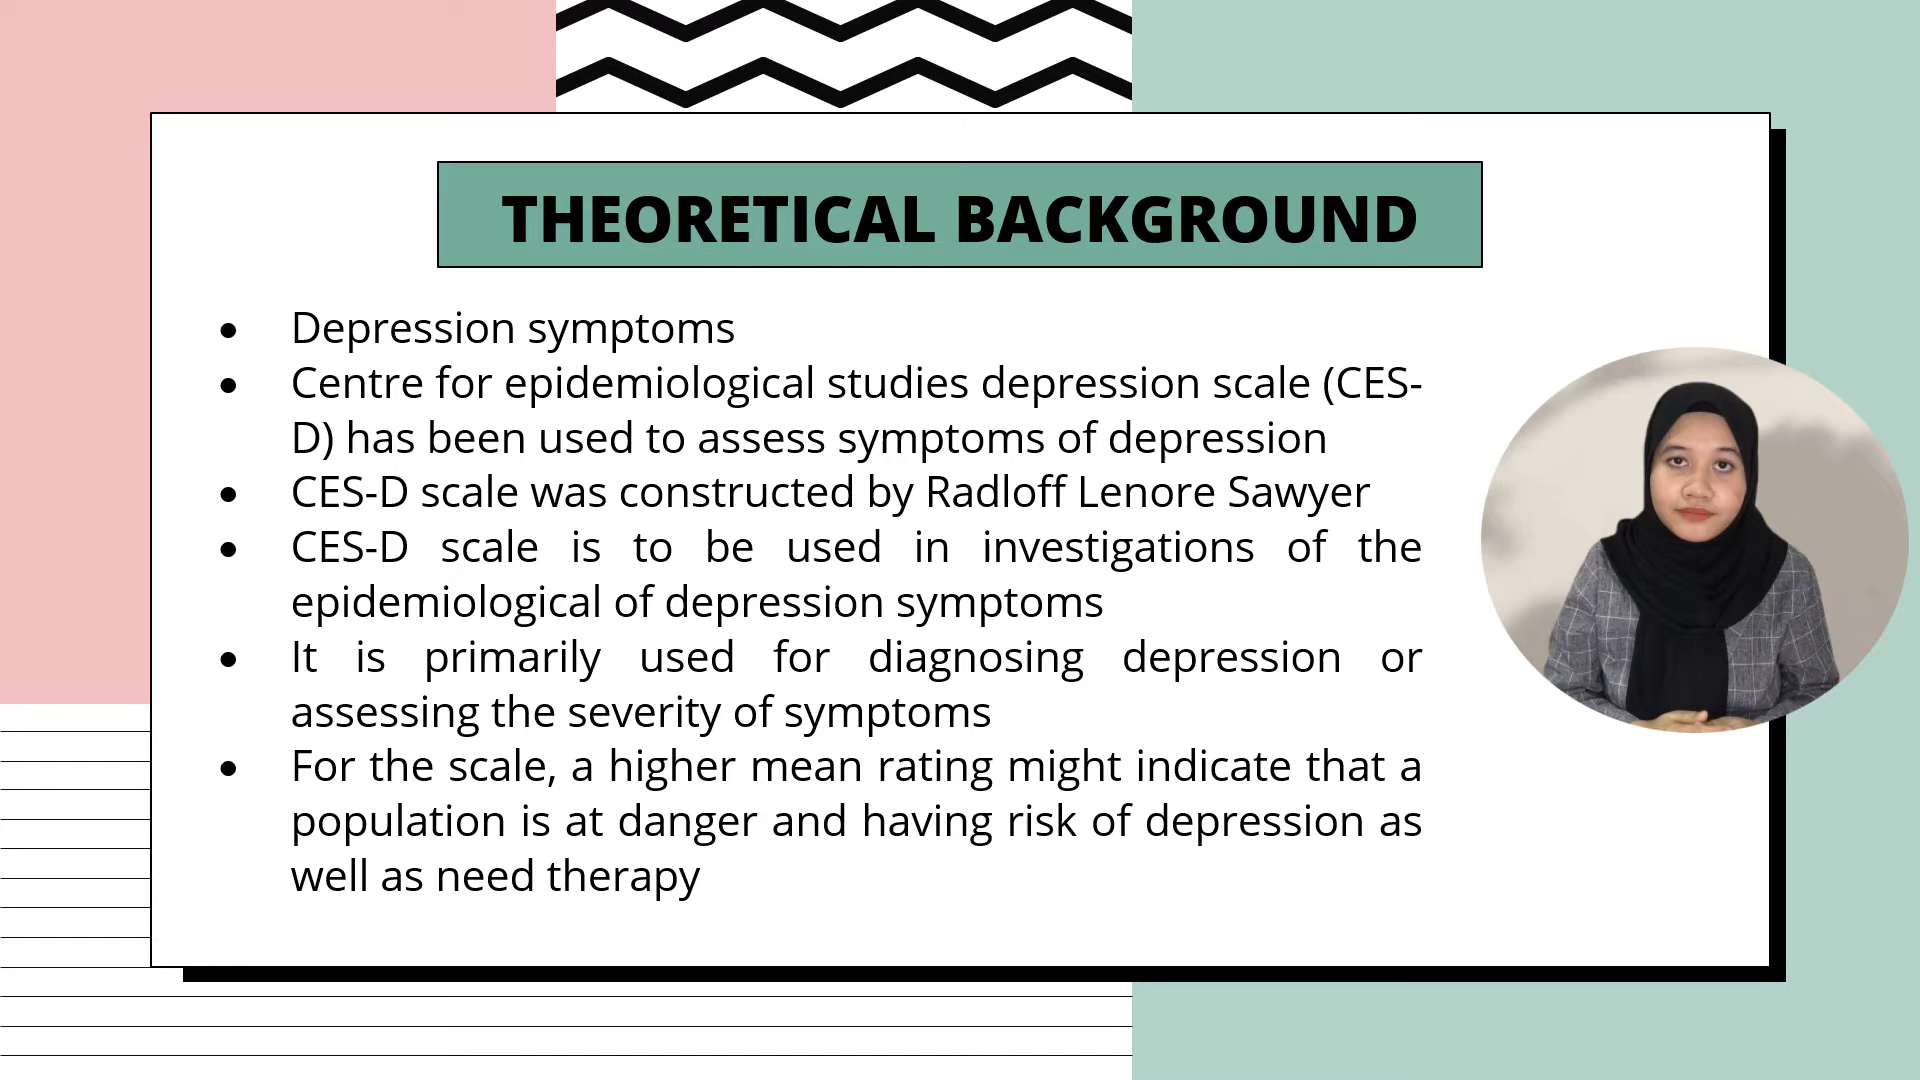 THEORETICAL BACKGROUND
Depression symptoms
Centre for epidemiological studies depression scale (CES-
D) has been used to assess symptoms of depression
CES-D scale was constructed by Radloff Lenore Sawyer
CES-D scale is to be used in investigations of the
epidemiological of depression symptoms
It is primarily used for diagnosing depression or
assessing the severity of symptoms
For the scale, a higher mean rating might indicate that a
population is at danger and having risk of depression as
well as need therapy